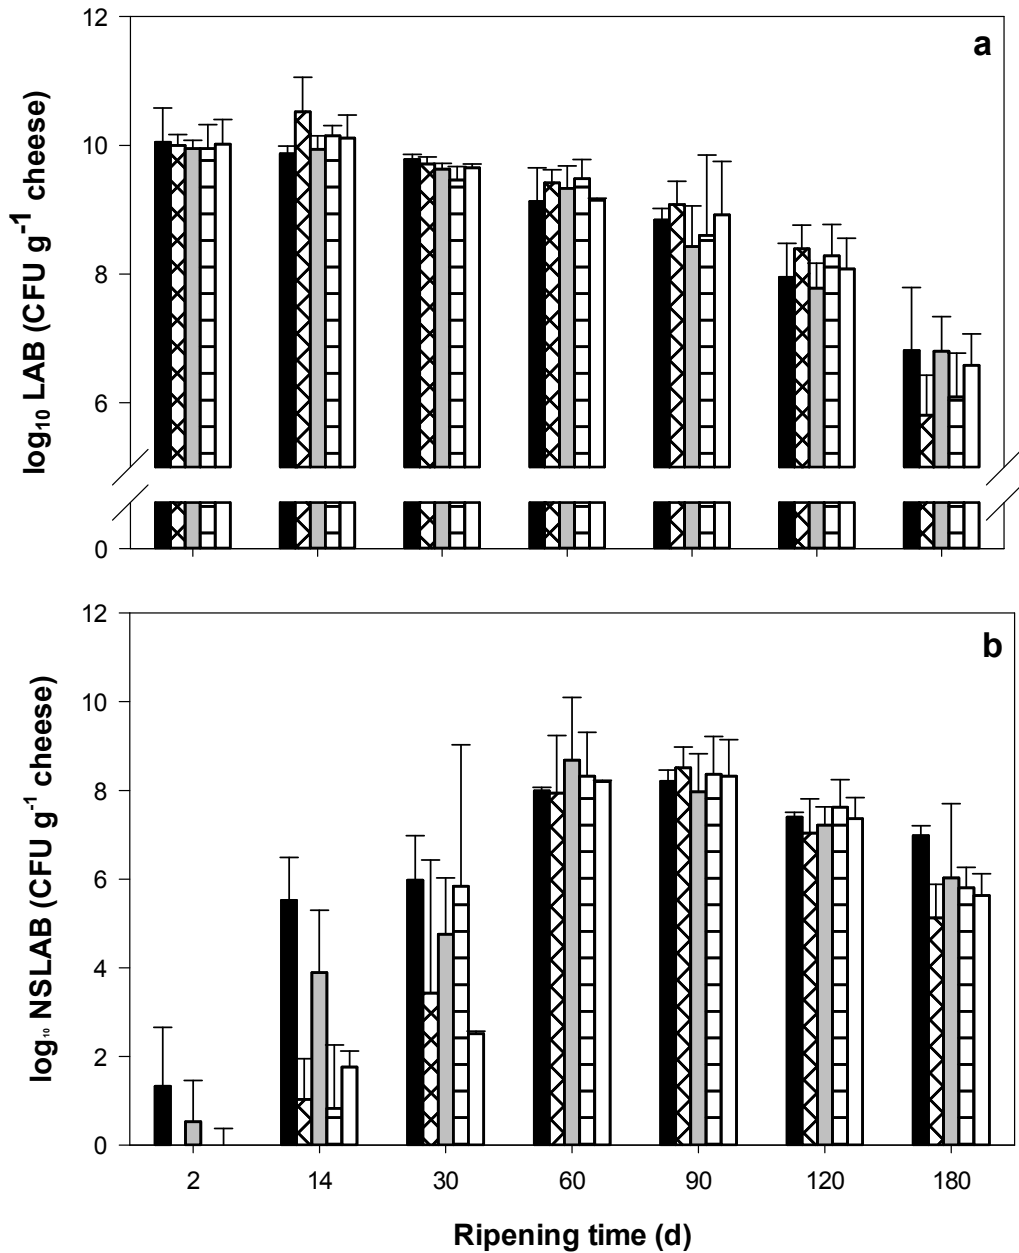 12
a
10
8
6
0
log₁₀ LAB (CFU g⁻¹ cheese)
12
b
10
8
6
4
2
0
log₁₀ NSLAB (CFU g⁻¹ cheese)
2 14 30 60 90 120 180
Ripening time (d)